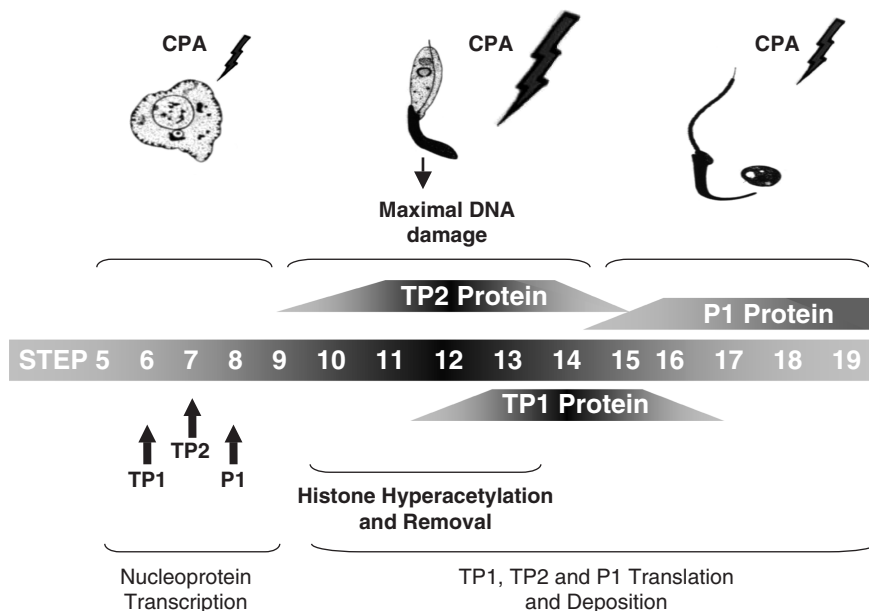 CPA CPA CPA
Maximal DNA
damage
TP2 Protein
P1 Protein
STEP 5 6 7 8 9 10 11 12 13 14 15 16 17 18 19
TP1 Protein
TP1 TP2 P1
Histone Hyperacetylation
and Removal
Nucleoprotein
Transcription
TP1, TP2 and P1 Translation
and Deposition